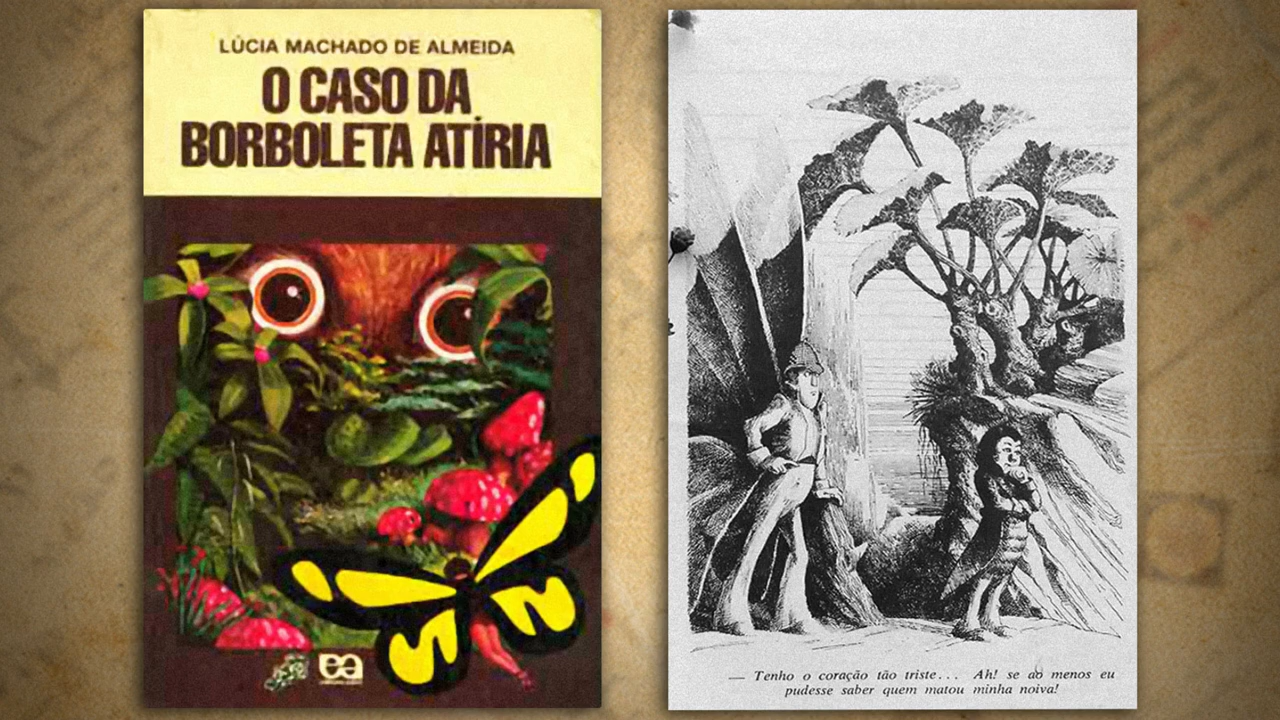 LÚCIA MACHADO DE ALMEIDA
O CASO DA
BORBOLETA ATÍRIA
ea
— Tenho o coração tão triste... Ah! se ao menos eu
pudesse saber quem matou minha noiva!